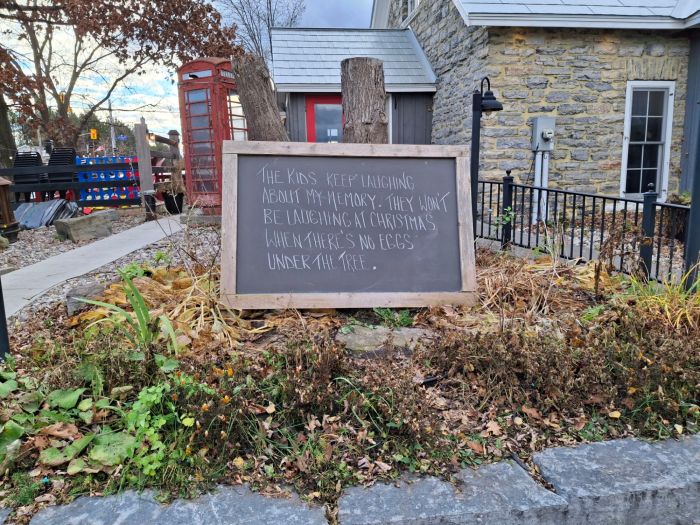 THE KIDS KEEP LAUGHING
ABOUT MY MEMORY. THEY WON'T
BE LAUGHING AT CHRISTMAS
WHEN THERE'S NO EGGS
UNDER THE TREE.